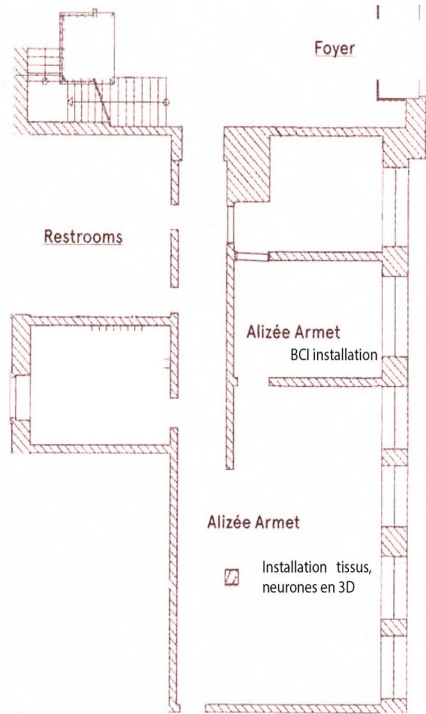 Foyer
Restrooms
Alizée Armet
BCI installation
Alizée Armet
Installation tissus,
neurones en 3D